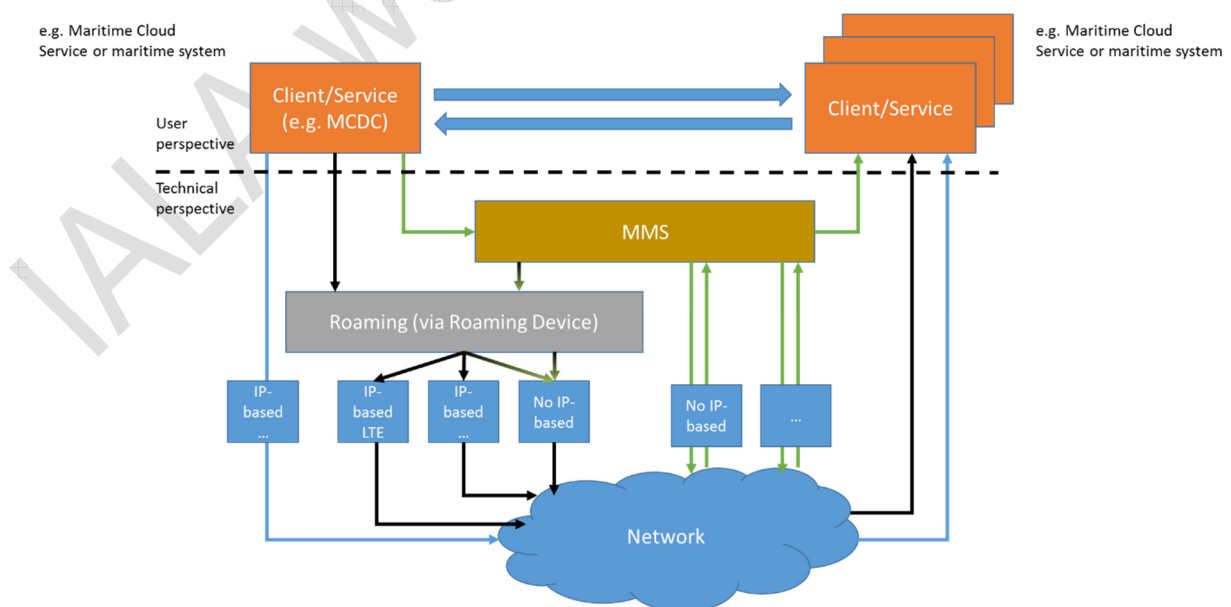 e.g. Maritime Cloud
Service or maritime system
e.g. Maritime Cloud
Service or maritime system
Client/Service
(e.g. MCDC)
Client/Service
User
perspective
Technical
perspective
MMS
Roaming (via Roaming Device)
IP-
based
...
IP-
based
LTE
IP-
based
...
No IP-
based
No IP-
based
...
Network
IALA